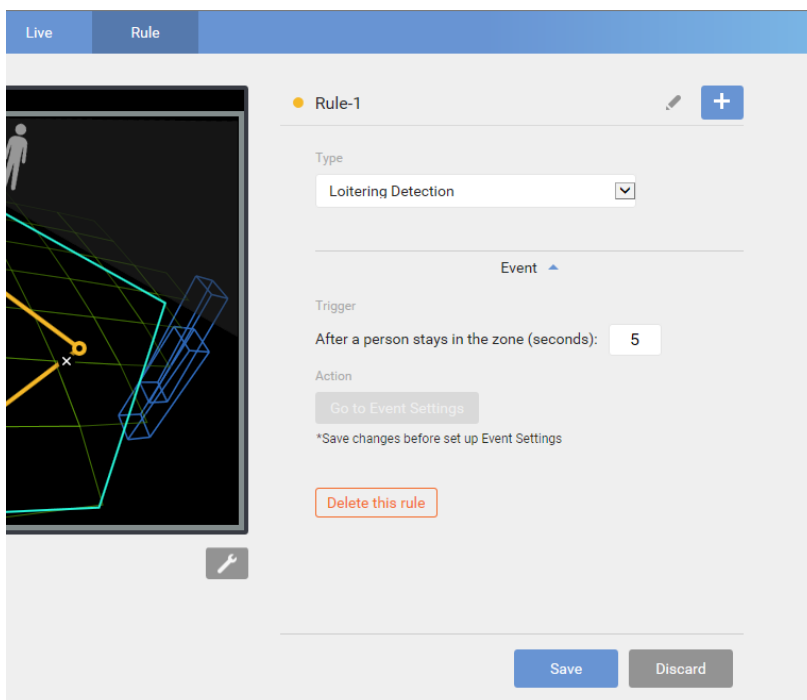 Live Rule
Rule-1
Type
Loitering Detection
Event
Trigger
After a person stays in the zone (seconds): 5
Action
Go to Event Settings
*Save changes before set up Event Settings
Delete this rule
Save Discard